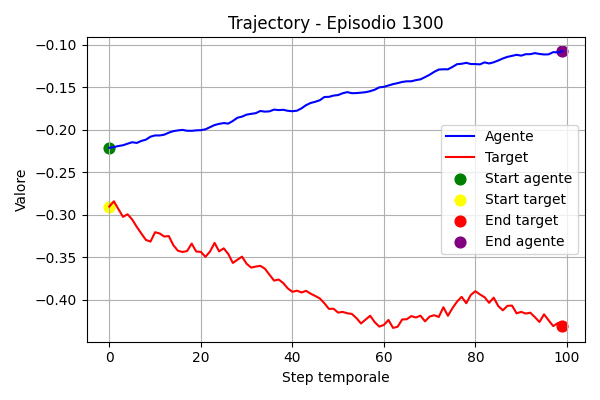 Trajectory - Episodio 1300
Valore
−0.10
−0.15
−0.20
−0.25
−0.30
−0.35
−0.40
Agente
Target
Start agente
Start target
End target
End agente
0 20 40 60 80 100
Step temporale